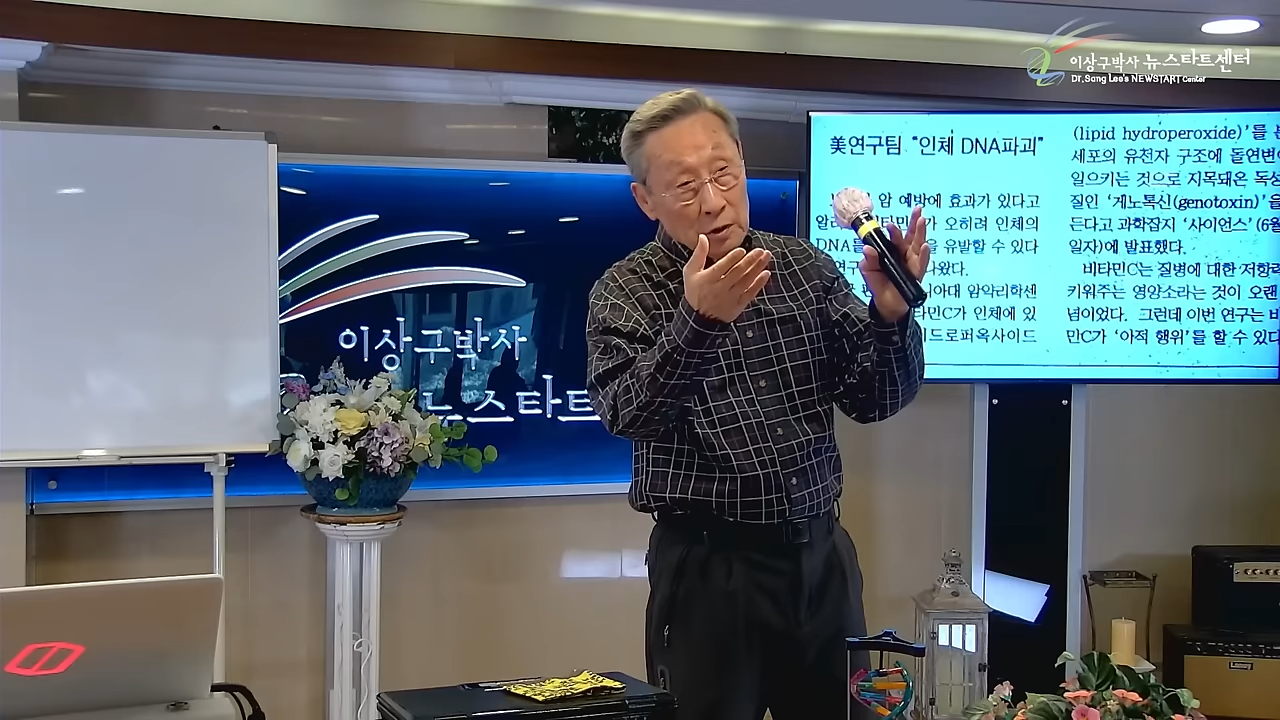 이상구박사 뉴스타트센터
Dr.Sang Lee's NEWSTART Center
美연구팀 "인체 DNA파괴"
암 예방에 효과가 있다고
가 오히려 인체의
DNA를 을 유발할 수 있다
나왔다.
니아대 암약리학센
타민C가 인체에 있
이드로퍼옥사이드
(lipid hydroperoxide)'를
세포의 유전자 구조에 돌연변
일으키는 것으로 지목돼온 독성
질인 '게노톡신(genotoxin)'을
든다고 과학잡지 '사이언스'(6월
일자)에 발표했다.
비타민C는 질병에 대한 저항력
키워주는 영양소라는 것이 오랜
념이었다. 그런데 이번 연구는 비
만C가 '아적 행위'를 할 수 있다
이상구박사
뉴스타트
Laney